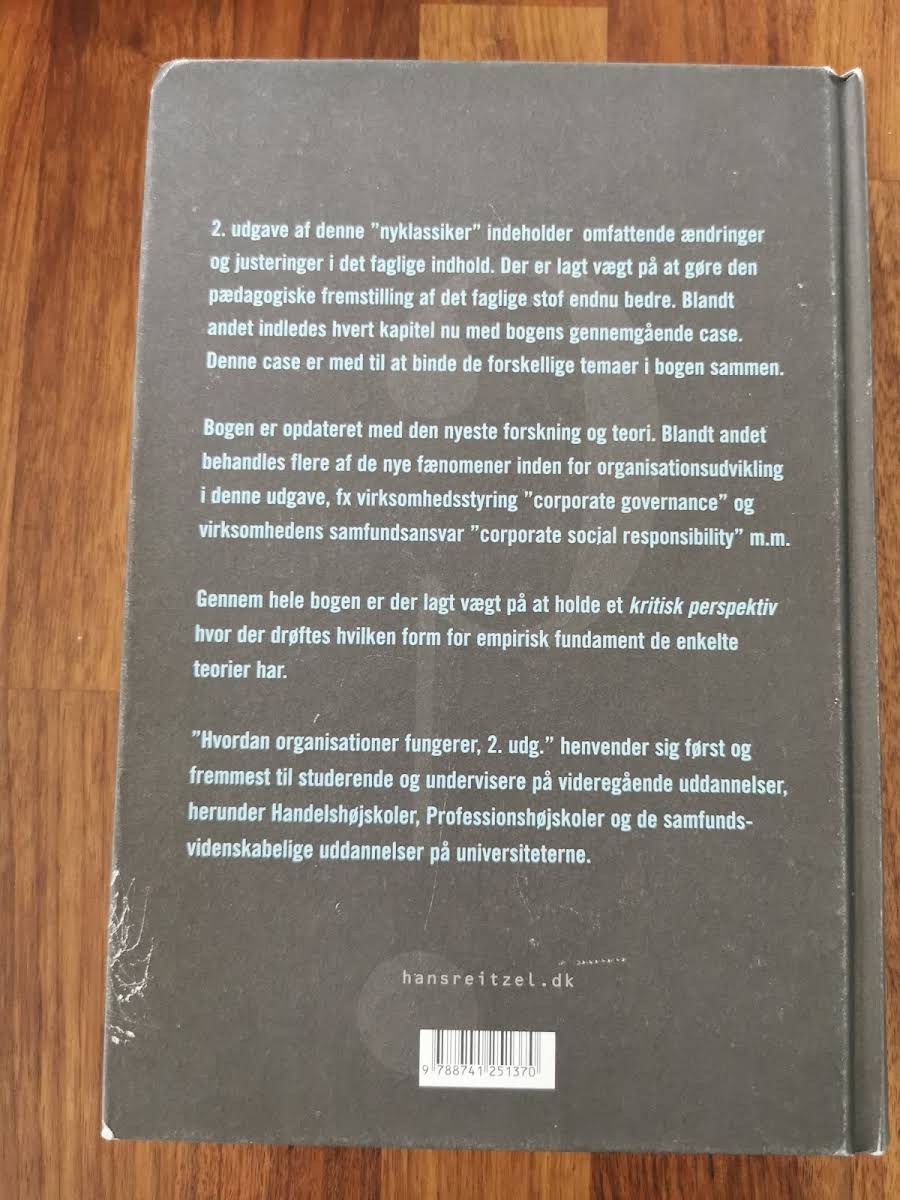 2. udgave af denne ”nyklassiker” indeholder omfattende ændringer
og justeringer i det faglige indhold. Der er lagt vægt på at gøre den
pædagogiske fremstilling af det faglige stof endnu bedre. Blandt
andet indledes hvert kapitel nu med bogens gennemgående case.
Denne case er med til at binde de forskellige temaer i bogen sammen.
Bogen er opdateret med den nyeste forskning og teori. Blandt andet
behandles flere af de nye fænomener inden for organisationsudvikling
i denne udgave, fx virksomhedsstyring ”corporate governance” og
virksomhedens samfundsansvar ”corporate social responsibility” m.m.
Gennem hele bogen er der lagt vægt på at holde et kritisk perspektiv
hvor der drøftes hvilken form for empirisk fundament de enkelte
teorier har.
”Hvordan organisationer fungerer, 2. udg.” henvender sig først og
fremmest til studerende og undervisere på videregående uddannelser,
herunder Handelshøjskoler, Professionshøjskoler og de samfunds-
videnskabelige uddannelser på universiteterne.
hansreitzel.dk
9 788741 251370